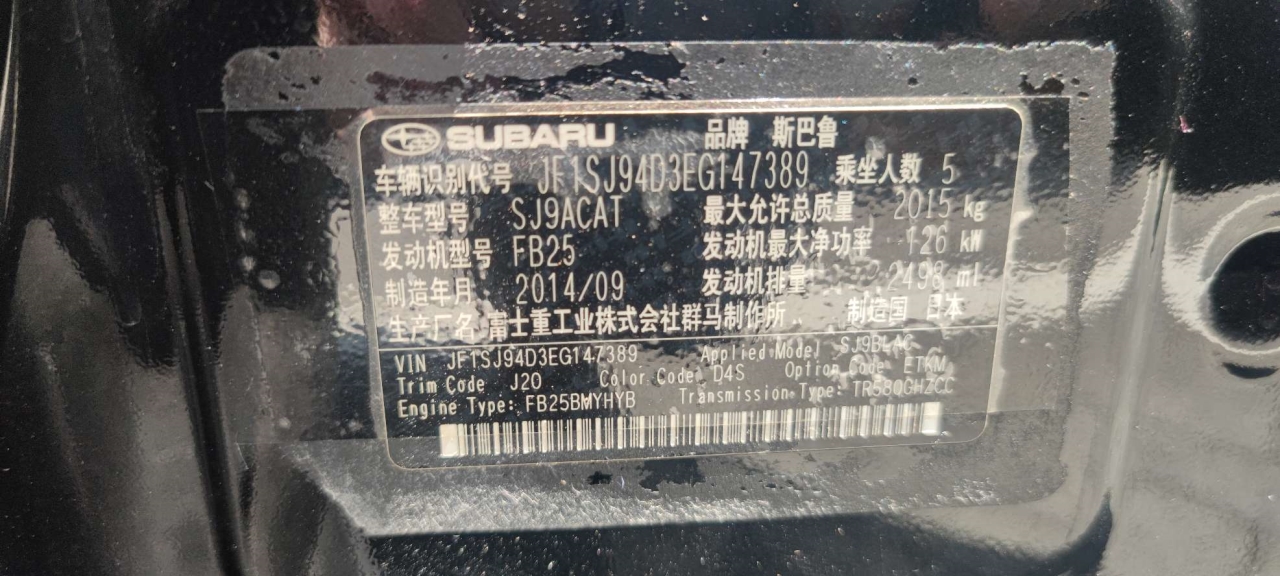 SUBARU 品牌 斯巴鲁
车辆识别代号 JF1SJ94D3EG147389 乘坐人数 5
整车型号 SJ9ACAT 最大允许总质量 2015 kg
发动机型号 FB25 发动机最大净功率 126 kW
制造年月 2014/09 发动机排量 2498 ml
生产厂名 富士重工业株式会社群马制作所 制造国 日本
VIN JF1SJ94D3EG147389 Applied Model SJ9BLAC
Trim Code J20 Color Code D4S Option Code ETKM
Engine Type: FB25BMYHYB Transmission Type: TR580GHZCC